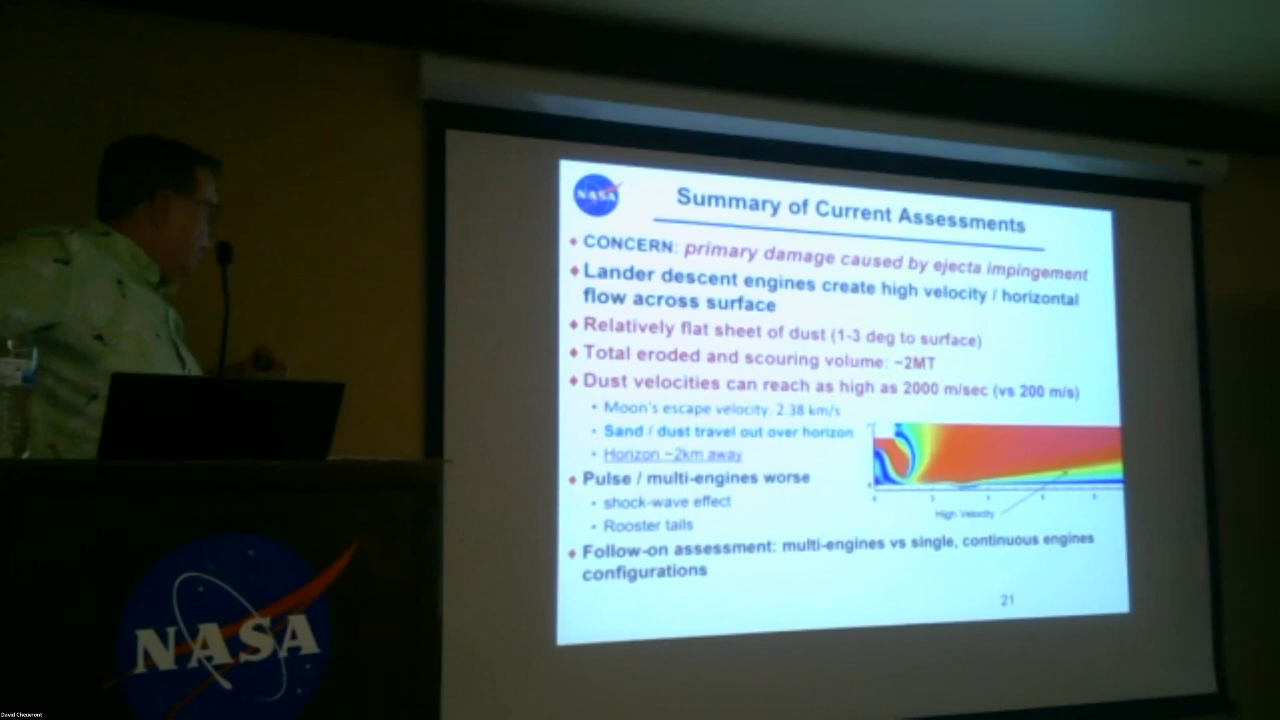 NASA
Summary of Current Assessments
CONCERN: primary damage caused by ejecta impingement
Lander descent engines create high velocity / horizontal
flow across surface
Relatively flat sheet of dust (1-3 deg to surface)
Total eroded and scouring volume: ~2MT
Dust velocities can reach as high as 2000 m/sec (vs 200 m/s)
Moon's escape velocity: 2.38 km/s
Sand / dust travel out over horizon
Horizon ~2km away
Pulse / multi-engines worse
shock-wave effect
Rooster tails
High Velocity
Follow-on assessment: multi-engines vs single, continuous engines
configurations
21
NASA
David Cheuvront